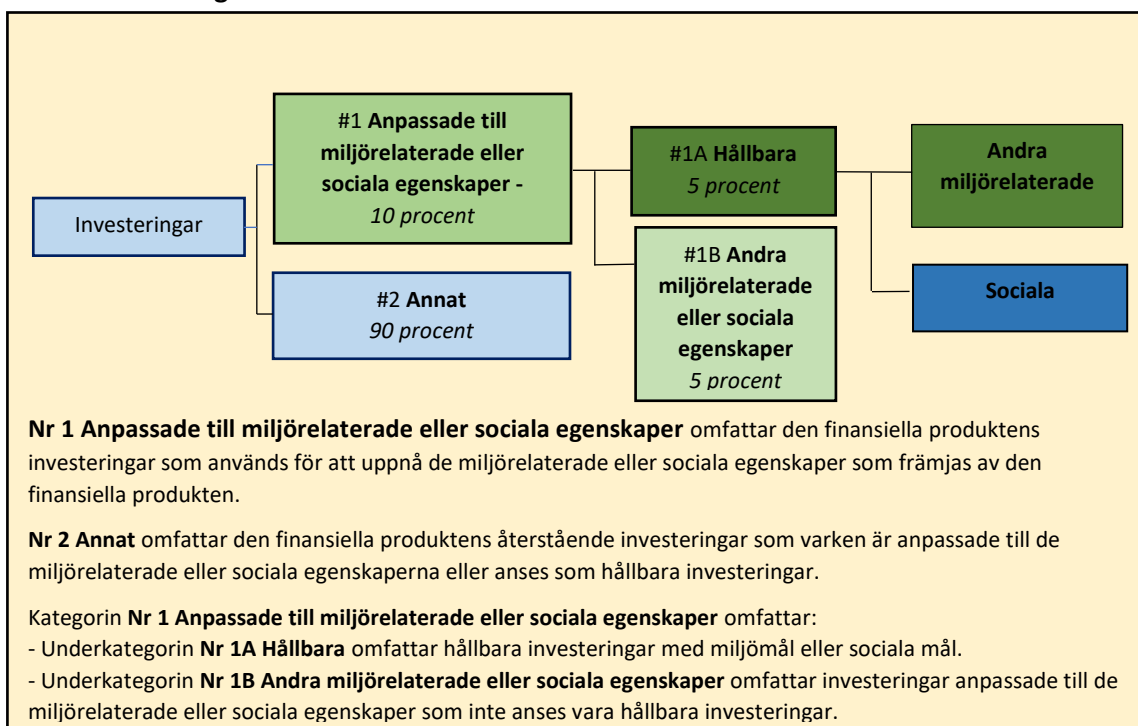 #1 Anpassade till
miljörelaterade eller
sociala egenskaper -
10 procent
#1A Hållbara
5 procent
Andra
miljörelaterade
Investeringar
#2 Annat
90 procent
#1B Andra
miljörelaterade
eller sociala
egenskaper
5 procent
Sociala
Nr 1 Anpassade till miljörelaterade eller sociala egenskaper omfattar den finansiella produktens
investeringar som används för att uppnå de miljörelaterade eller sociala egenskaper som främjas av den
finansiella produkten.
Nr 2 Annat omfattar den finansiella produktens återstående investeringar som varken är anpassade till de
miljörelaterade eller sociala egenskaperna eller anses som hållbara investeringar.
Kategorin Nr 1 Anpassade till miljörelaterade eller sociala egenskaper omfattar:
- Underkategorin Nr 1A Hållbara omfattar hållbara investeringar med miljömål eller sociala mål.
- Underkategorin Nr 1B Andra miljörelaterade eller sociala egenskaper omfattar investeringar anpassade till de
miljörelaterade eller sociala egenskaper som inte anses vara hållbara investeringar.